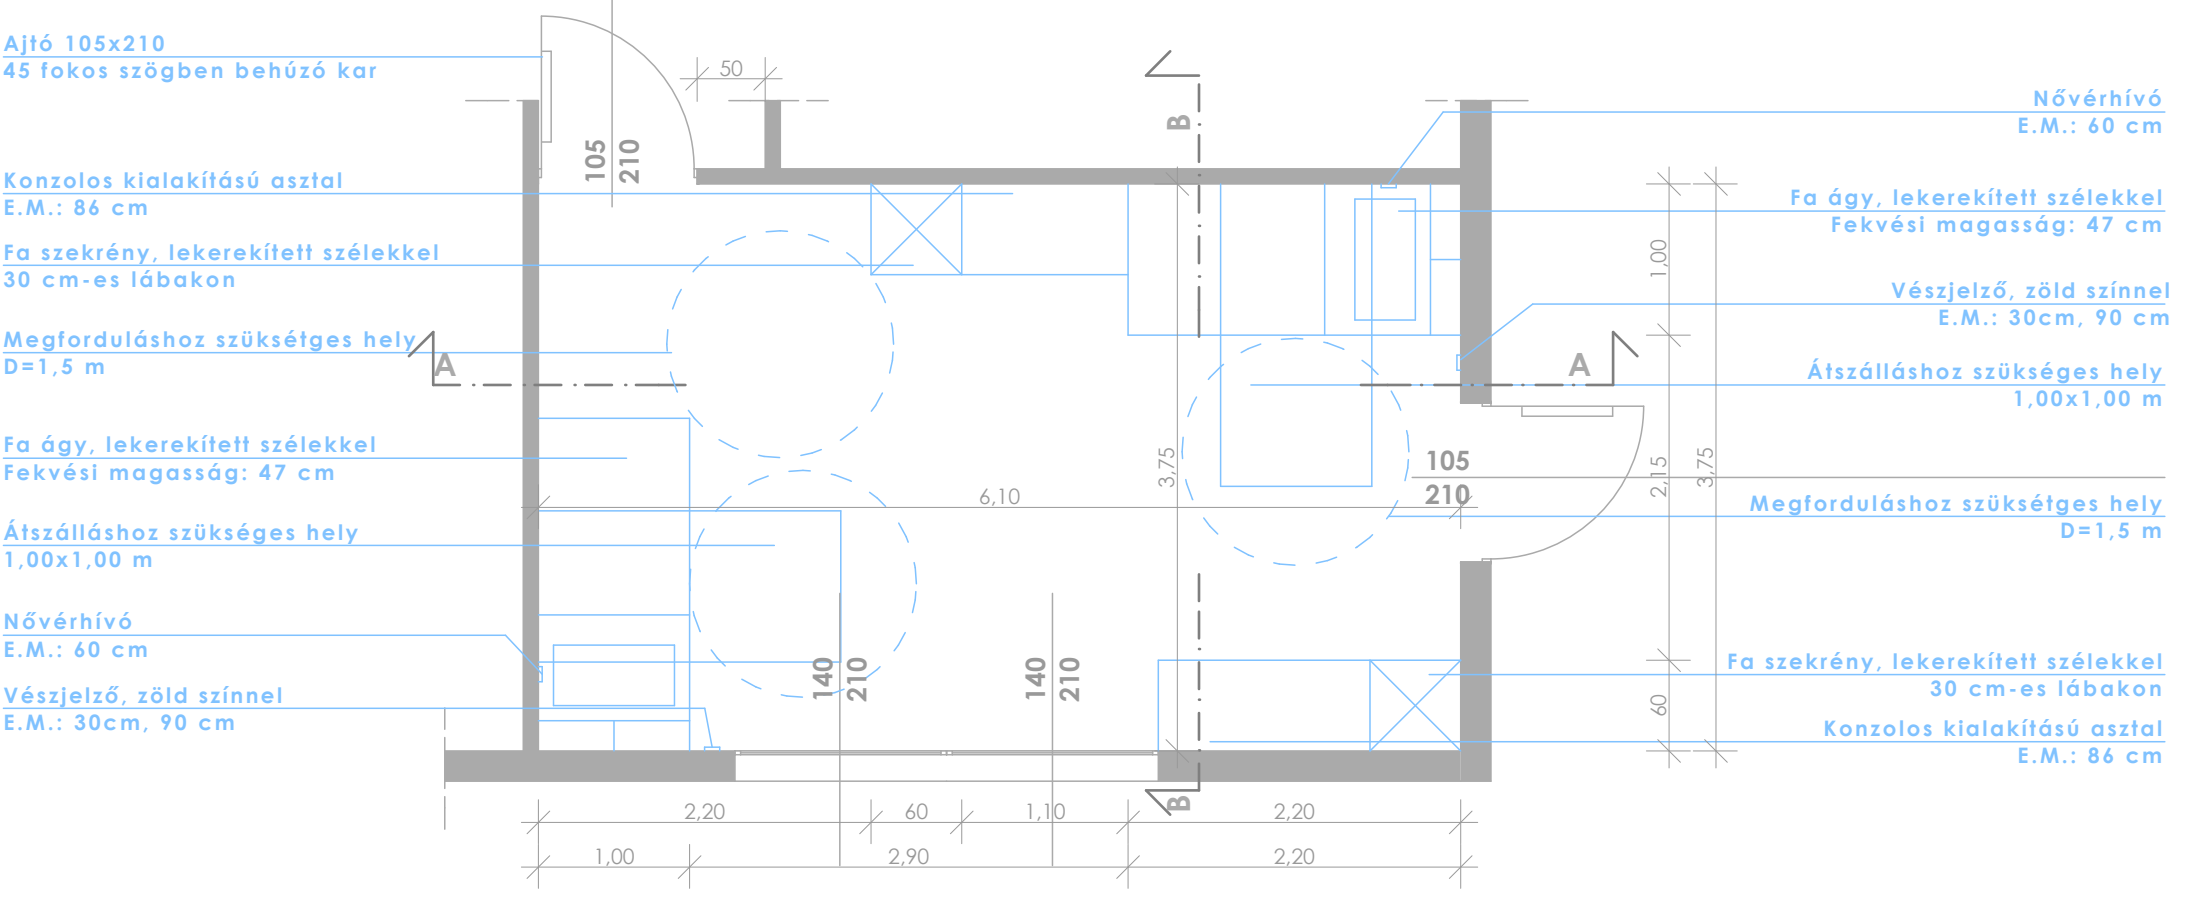 Ajtó 105x210
45 fokos szögben behúzó kar
Konzolos kialakítású asztal
E.M.: 86 cm
Fa szekrény, lekerekített szélekkel
30 cm-es lábakon
Megforduláshoz szüksétges hely
D=1,5 m
Fa ágy, lekerekített szélekkel
Fekvési magasság: 47 cm
Átszálláshoz szükséges hely
1,00x1,00 m
Nővérhívó
E.M.: 60 cm
Vészjelző, zöld színnel
E.M.: 30cm, 90 cm
50
105
210
B
A
6,10
3,75
140
210
140
210
B
A
105
210
1,00
2,15
60
3,75
2,20
60
1,10
2,20
1,00
2,90
2,20
Nővérhívó
E.M.: 60 cm
Fa ágy, lekerekített szélekkel
Fekvési magasság: 47 cm
Vészjelző, zöld színnel
E.M.: 30cm, 90 cm
Átszálláshoz szükséges hely
1,00x1,00 m
Megforduláshoz szüksétges hely
D=1,5 m
Fa szekrény, lekerekített szélekkel
30 cm-es lábakon
Konzolos kialakítású asztal
E.M.: 86 cm